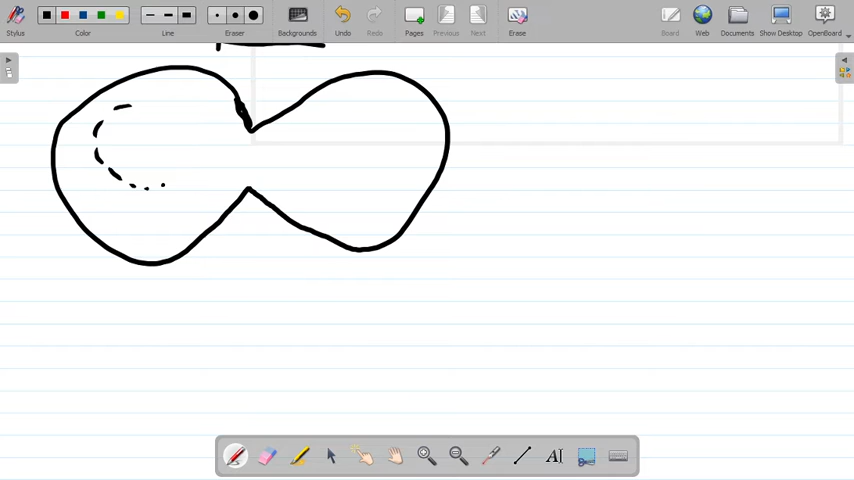 Stylus Color Line Eraser Backgrounds Undo Redo Pages Previous Next Erase Board Web Documents Show Desktop OpenBoard